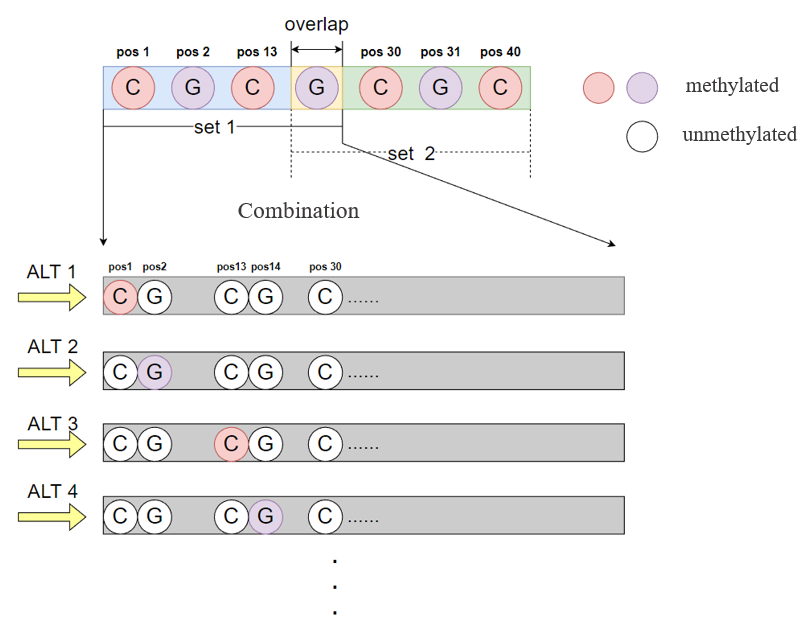 overlap
pos 1 pos 2 pos 13 pos 30 pos 31 pos 40
C G C G C G C
methylated
unmethylated
set 1
set 2
Combination
ALT 1
pos1 pos2 pos13 pos14 pos 30
C G C G C ......
ALT 2
C G C G C ......
ALT 3
C G C G C ......
ALT 4
C G C G C ......
.
.
.